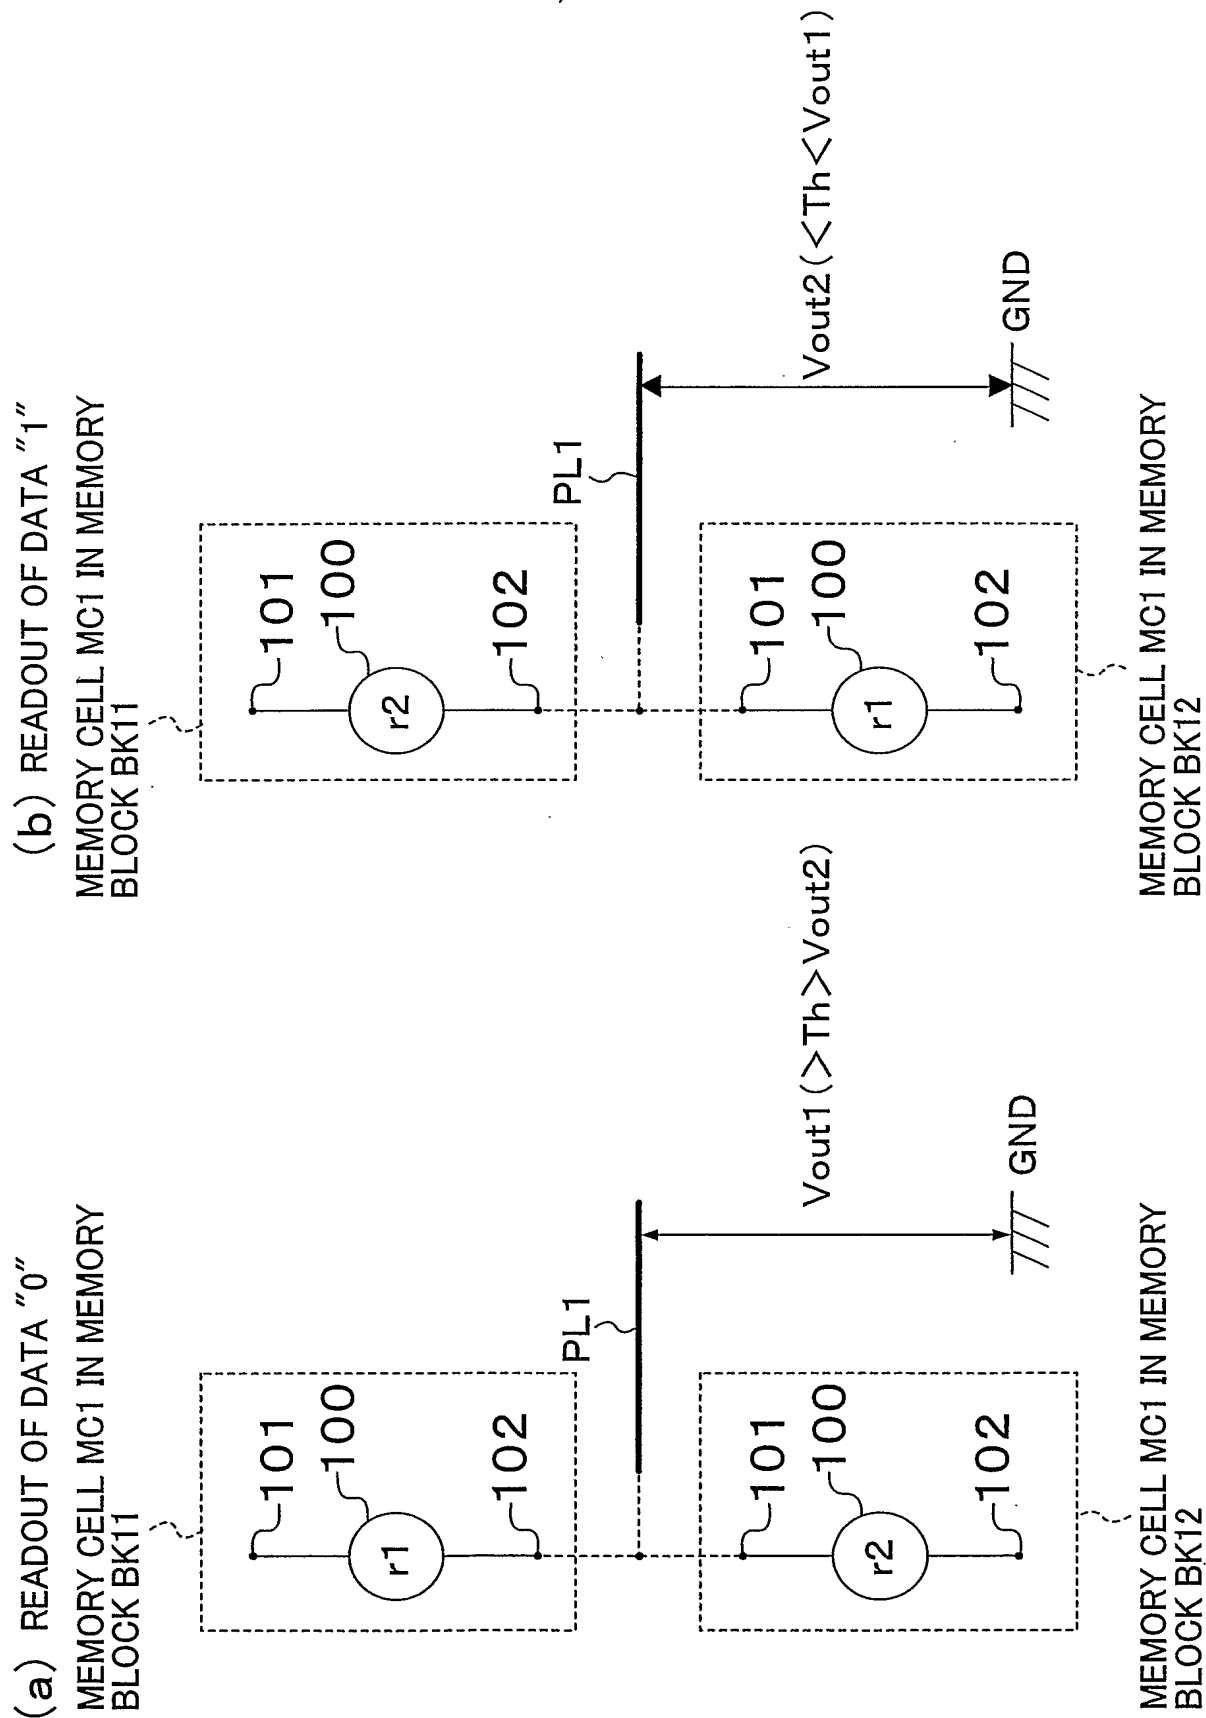 (a) READOUT OF DATA "0"
MEMORY CELL MC1 IN MEMORY
BLOCK BK11
101
100
r1
102
PL1
101
100
r2
102
Vout1(>Th>Vout2)
GND
MEMORY CELL MC1 IN MEMORY
BLOCK BK12
(b) READOUT OF DATA "1"
MEMORY CELL MC1 IN MEMORY
BLOCK BK11
101
100
r2
102
PL1
101
100
r1
102
Vout2(<Th<Vout1)
GND
MEMORY CELL MC1 IN MEMORY
BLOCK BK12